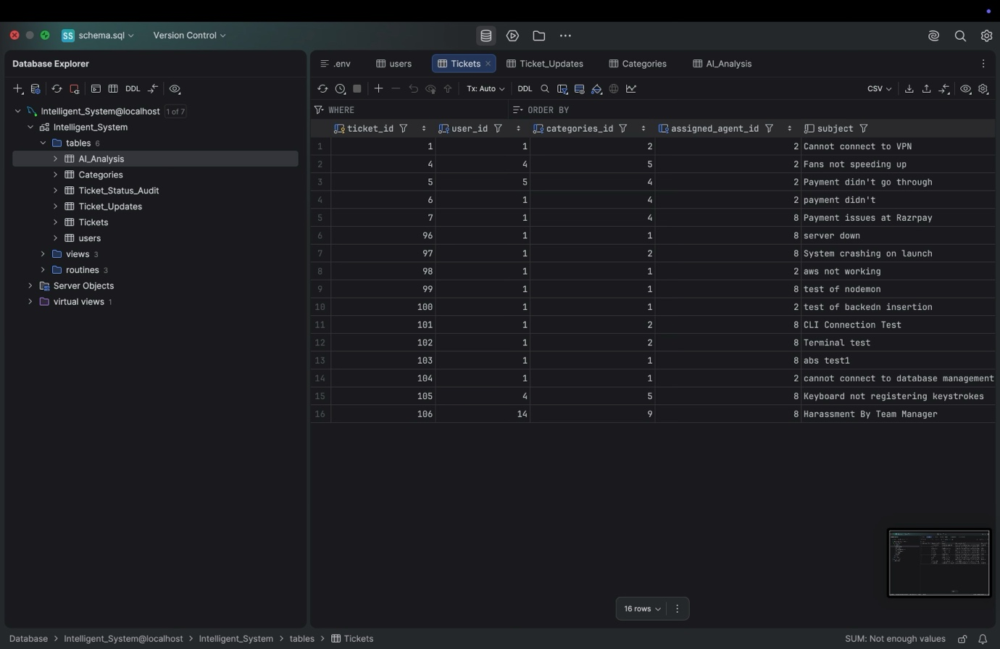 SS schema.sql Version Control
Database Explorer
.env users Tickets Ticket_Updates Categories AI_Analysis
DDL
Tx: Auto DDL CSV
Intelligent_System@localhost 1 of 7
Intelligent_System
tables 6
AI_Analysis
Categories
Ticket_Status_Audit
Ticket_Updates
Tickets
users
views 3
routines 3
Server Objects
virtual views 1
WHERE ORDER BY
ticket_id user_id categories_id assigned_agent_id subject
1 1 1 2 2 Cannot connect to VPN
2 4 4 5 2 Fans not speeding up
3 5 5 4 2 Payment didn't go through
4 6 1 4 2 payment didn't
5 7 1 4 8 Payment issues at Razrpay
6 96 1 1 8 server down
7 97 1 2 8 System crashing on launch
8 98 1 1 2 aws not working
9 99 1 1 8 test of nodemon
10 100 1 1 2 test of backedn insertion
11 101 1 2 8 CLI Connection Test
12 102 1 2 8 Terminal test
13 103 1 1 8 abs test1
14 104 1 1 2 cannot connect to database management
15 105 4 5 8 Keyboard not registering keystrokes
16 106 14 9 8 Harassment By Team Manager
16 rows
Database Intelligent_System@localhost Intelligent_System tables Tickets SUM: Not enough values